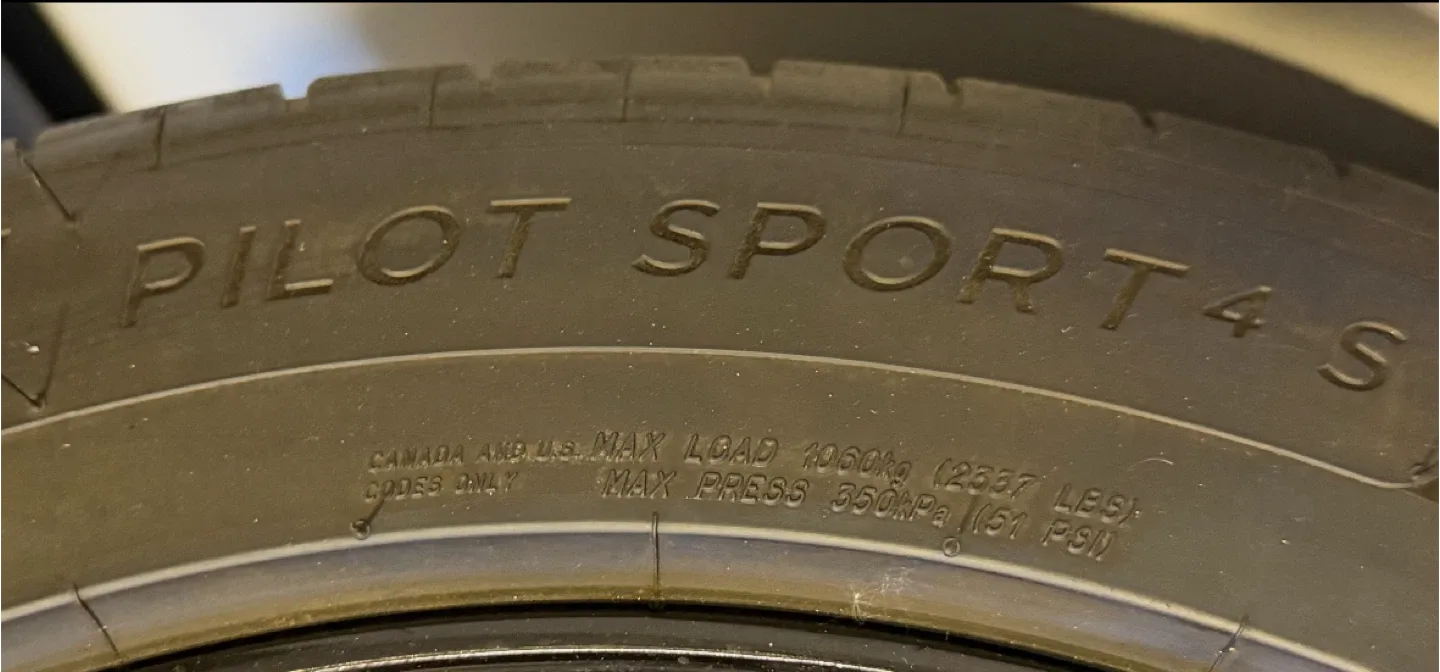 PILOT SPORT 4 S
CANADA AND U.S. MAX LOAD 1060kg (2337 LBS)
CODES ONLY MAX PRESS 350kPa (51 PSI)